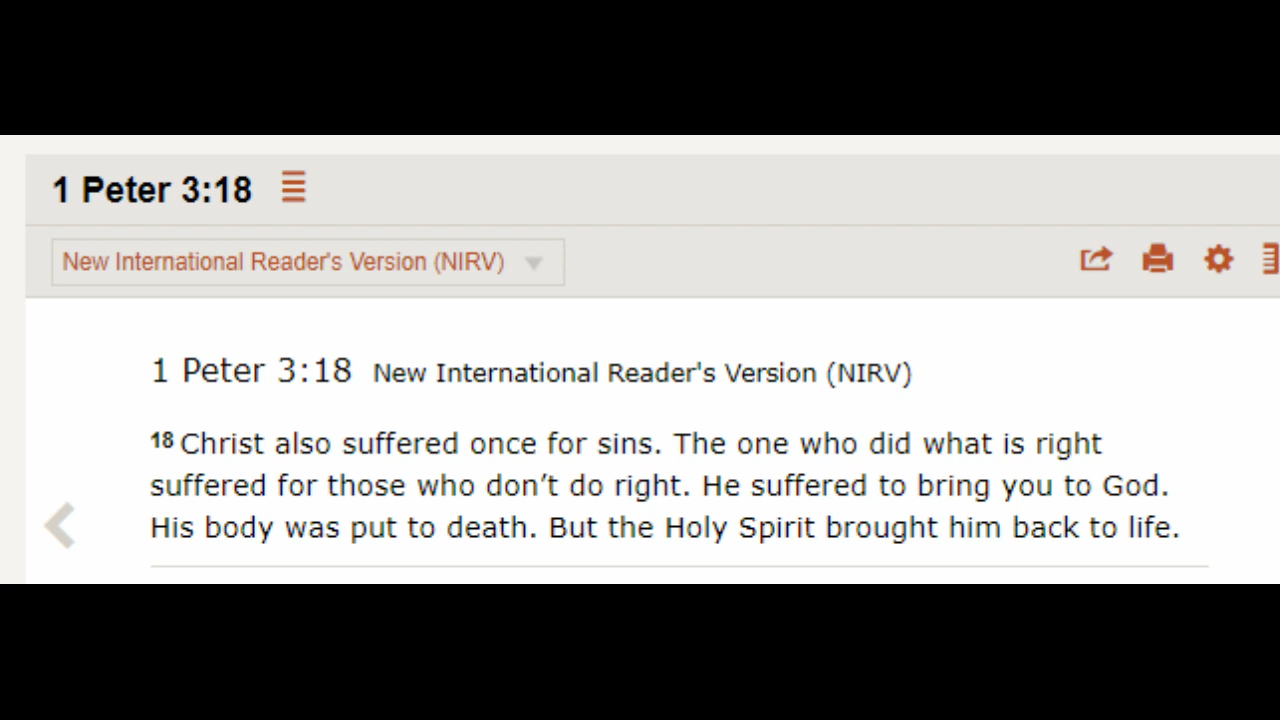 1 Peter 3:18
New International Reader's Version (NIRV)
1 Peter 3:18 New International Reader's Version (NIRV)
18 Christ also suffered once for sins. The one who did what is right
suffered for those who don’t do right. He suffered to bring you to God.
His body was put to death. But the Holy Spirit brought him back to life.